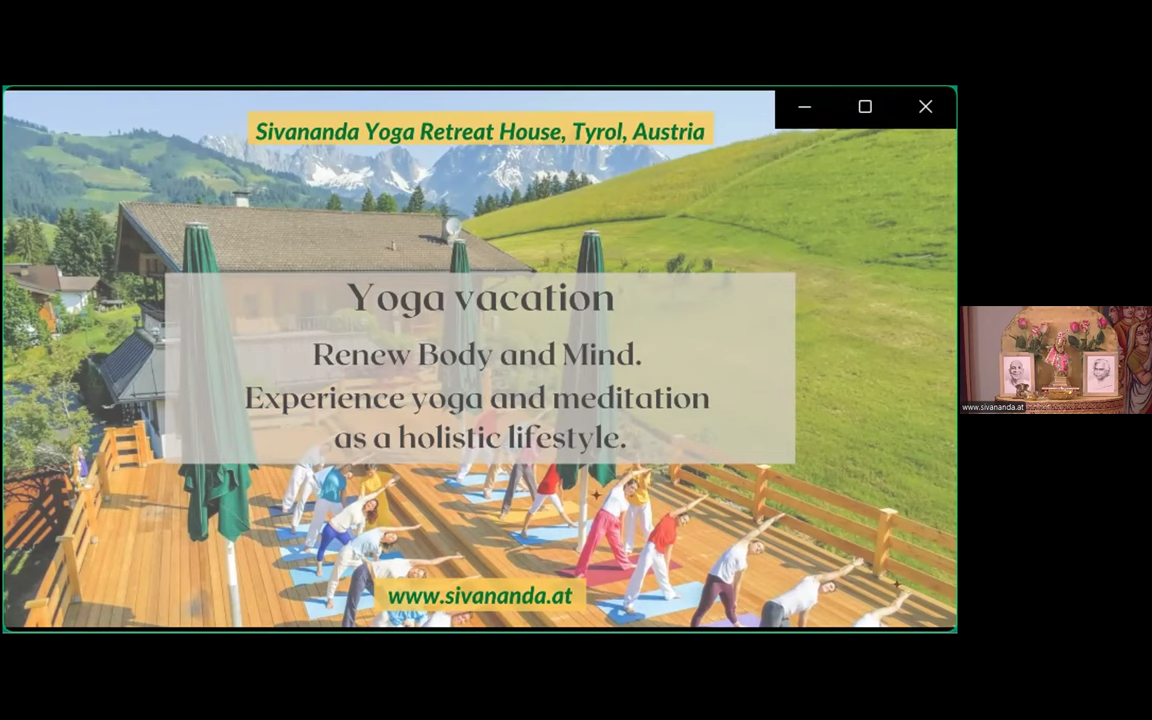 Sivananda Yoga Retreat House, Tyrol, Austria
Yoga vacation
Renew Body and Mind.
Experience yoga and meditation
as a holistic lifestyle.
www.sivananda.at
www.sivananda.at